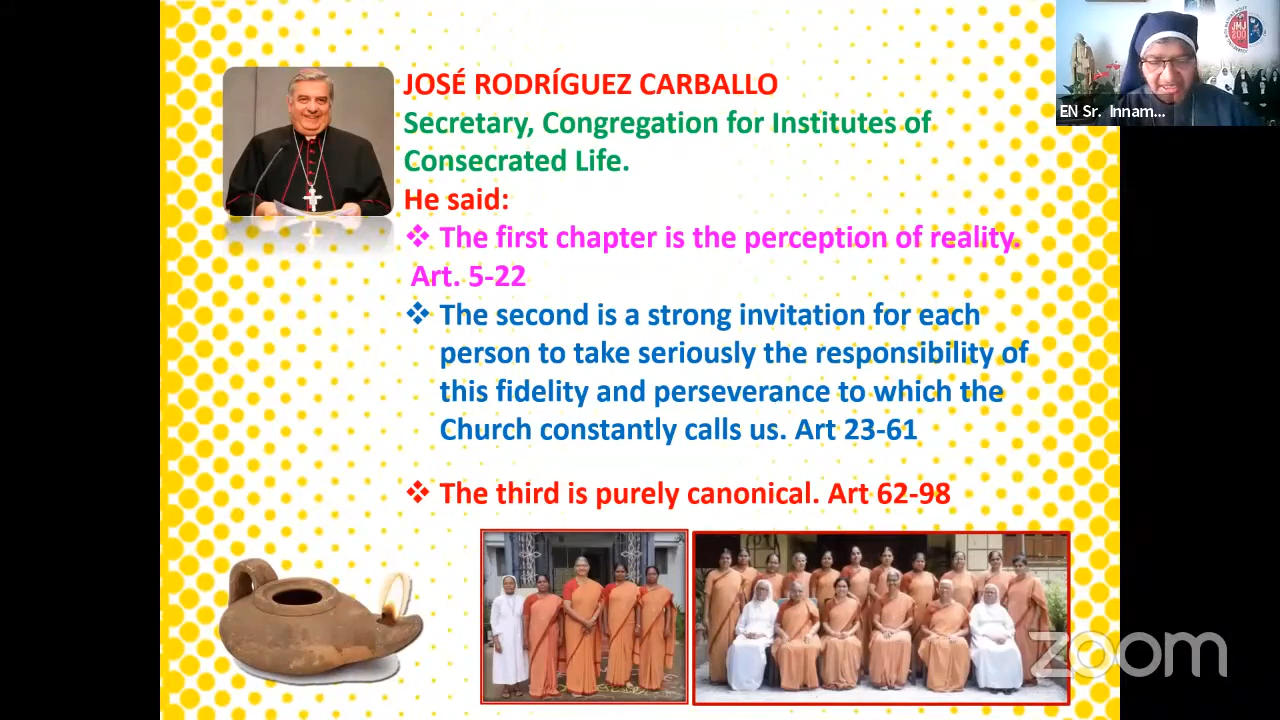 JOSÉ RODRÍGUEZ CARBALLO
Secretary, Congregation for Institutes of
Consecrated Life.
He said:
❖ The first chapter is the perception of reality.
Art. 5-22
❖ The second is a strong invitation for each
person to take seriously the responsibility of
this fidelity and perseverance to which the
Church constantly calls us. Art 23-61
❖ The third is purely canonical. Art 62-98
JMJ
200
EN Sr. Innam...
zoom